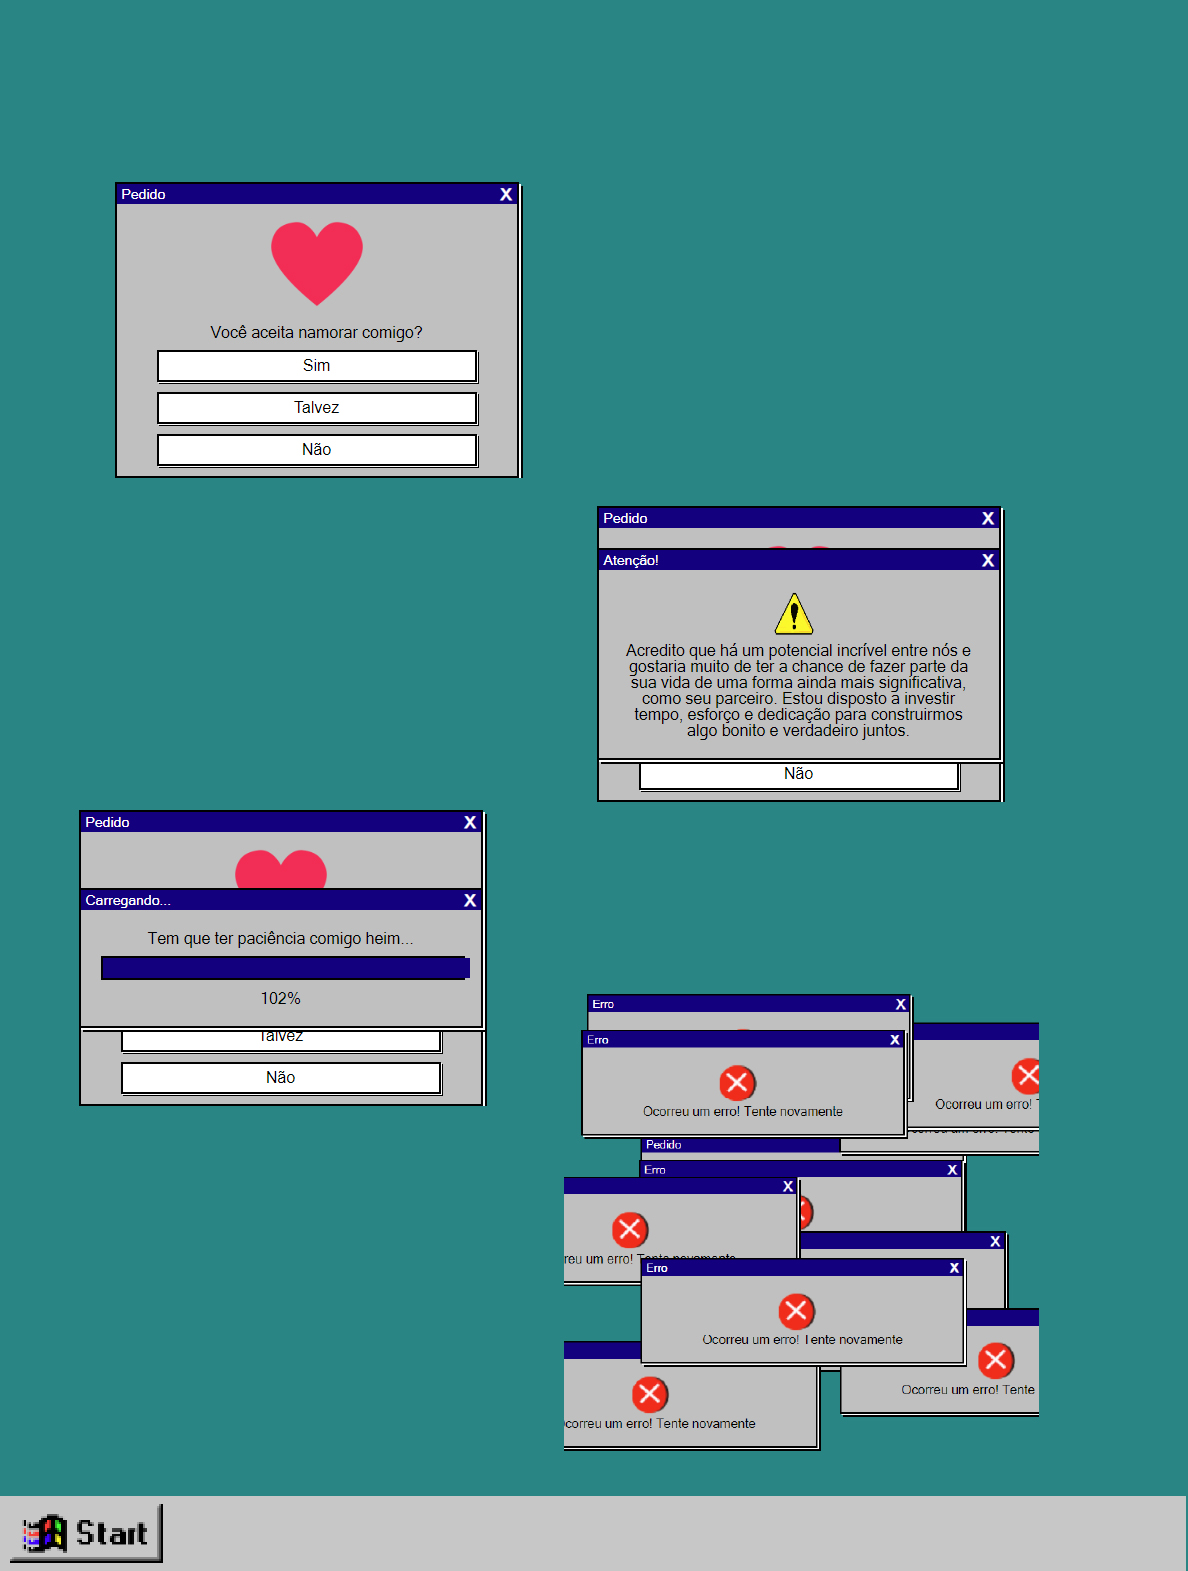 Pedido X
Você aceita namorar comigo?
Sim
Talvez
Não
Pedido X
Atenção! X
Acredito que há um potencial incrível entre nós e
gostaria muito de ter a chance de fazer parte da
sua vida de uma forma ainda mais significativa,
como seu parceiro. Estou disposto a investir
tempo, esforço e dedicação para construirmos
algo bonito e verdadeiro juntos.
Não
Pedido X
Carregando... X
Tem que ter paciência comigo heim...
102%
Talvez
Não
Erro X
Erro X
Ocorreu um erro! Tente novamente
Ocorreu um erro!
Pedido
Erro X
X
reu um erro! Tente novamente
X
Erro X
Ocorreu um erro! Tente novamente
Ocorreu um erro! Tente
correu um erro! Tente novamente
Start